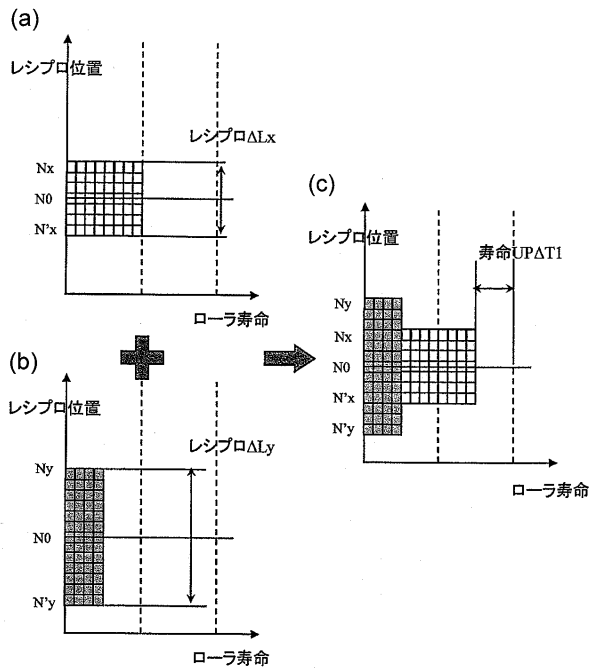 (a)
レシプロ位置
レシプロΔLx
Nx
N0
N'x
ローラ寿命
(b)
レシプロ位置
レシプロΔLy
Ny
N0
N'y
ローラ寿命
(c)
レシプロ位置
寿命UPΔT1
Ny
Nx
N0
N'x
N'y
ローラ寿命